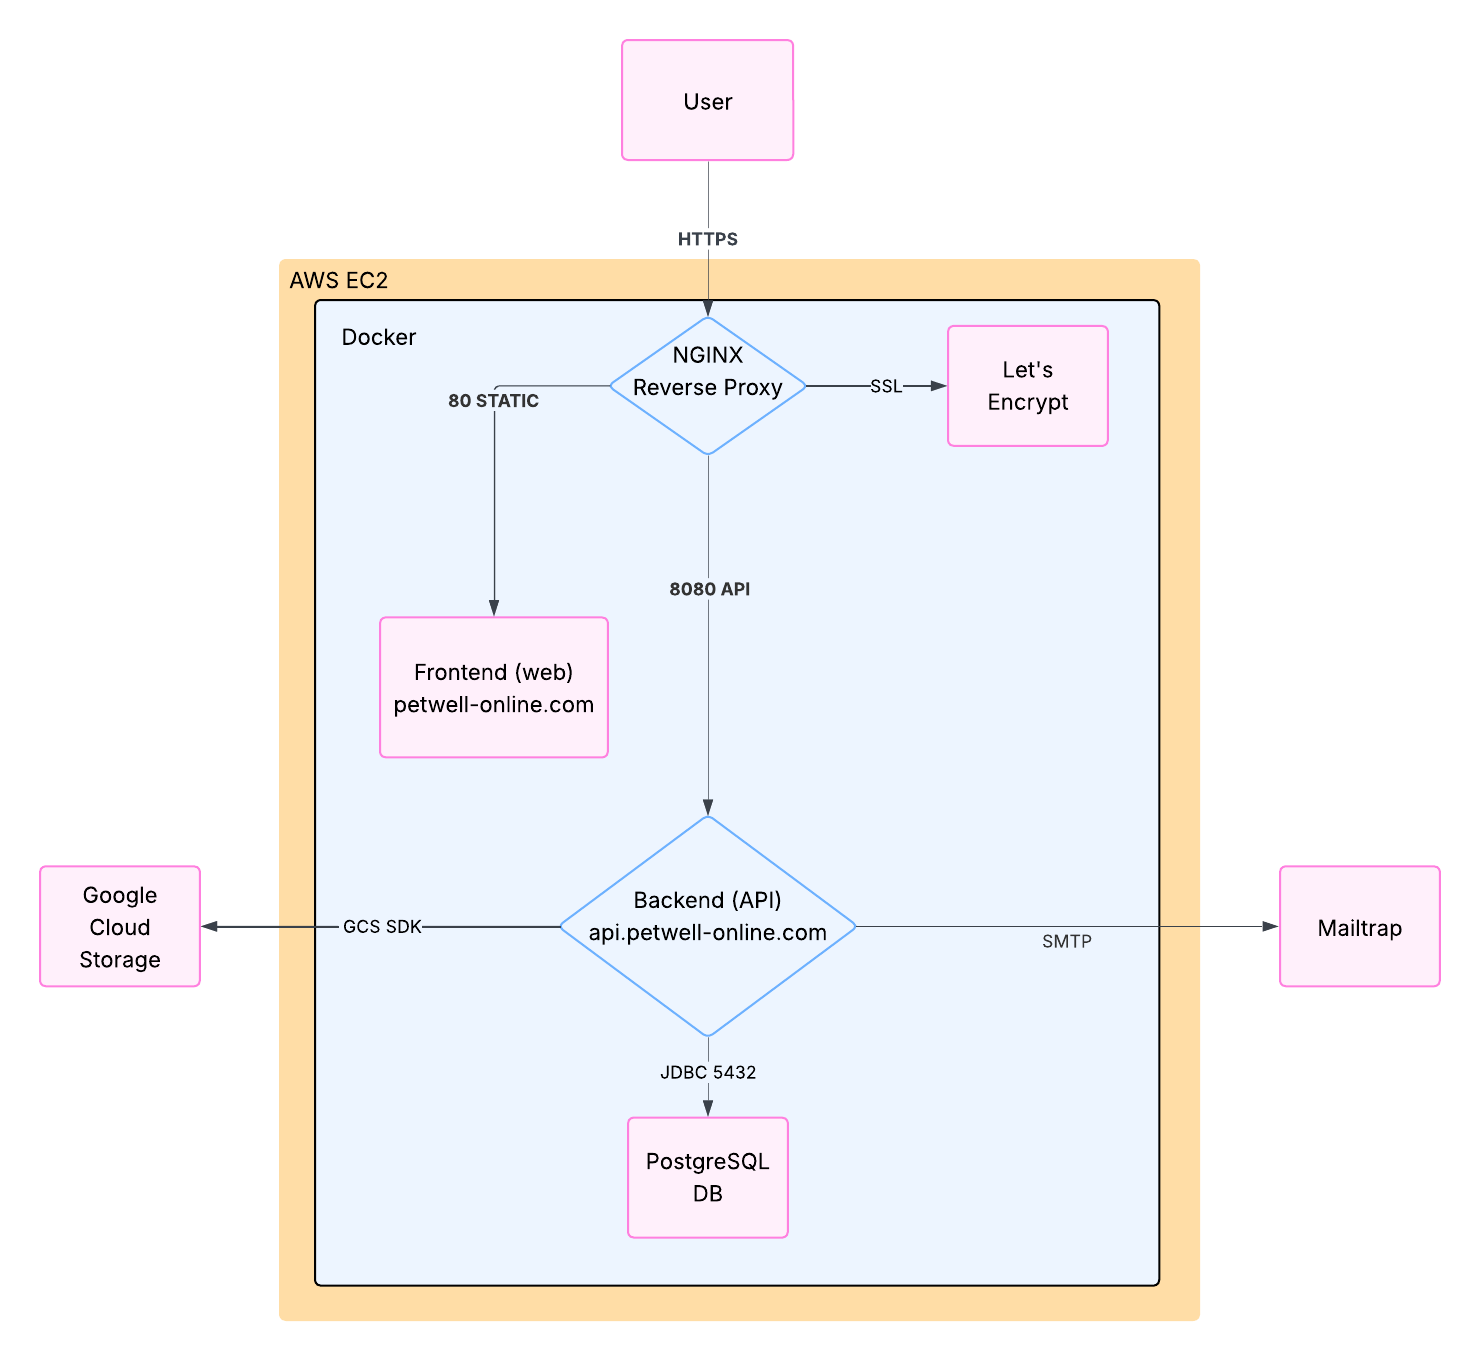 User
HTTPS
AWS EC2
Docker
NGINX
Reverse Proxy
SSL
Let's
Encrypt
80 STATIC
8080 API
Frontend (web)
petwell-online.com
Google
Cloud
Storage
GCS SDK
Backend (API)
api.petwell-online.com
SMTP
Mailtrap
JDBC 5432
PostgreSQL
DB